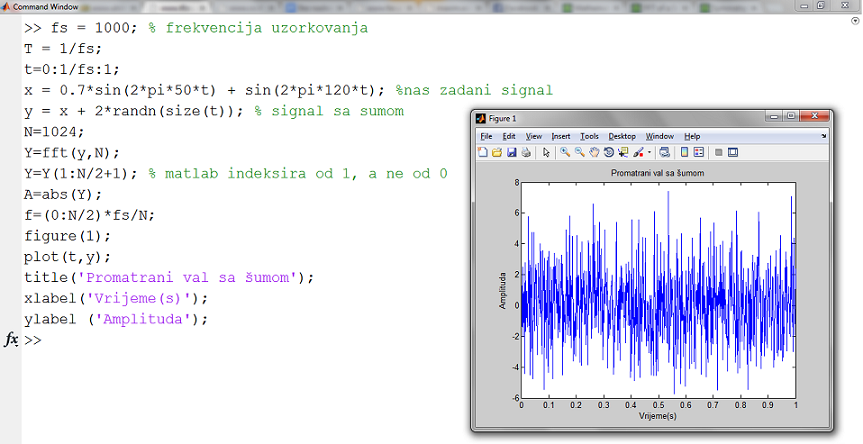 Command Window
>> fs = 1000; % frekvencija uzorkovanja
T = 1/fs;
t=0:1/fs:1;
x = 0.7*sin(2*pi*50*t) + sin(2*pi*120*t); %nas zadani signal
y = x + 2*randn(size(t)); % signal sa sumom
N=1024;
Y=fft(y,N);
Y=Y(1:N/2+1); % matlab indeksira od 1, a ne od 0
A=abs(Y);
f=(0:N/2)*fs/N;
figure(1);
plot(t,y);
title('Promatrani val sa šumom');
xlabel('Vrijeme(s)');
ylabel ('Amplituda');
fx >>
Figure 1
File Edit View Insert Tools Desktop Window Help
Promatrani val sa šumom
Amplituda
8
6
4
2
0
-2
-4
-6
0 0.1 0.2 0.3 0.4 0.5 0.6 0.7 0.8 0.9 1
Vrijeme(s)